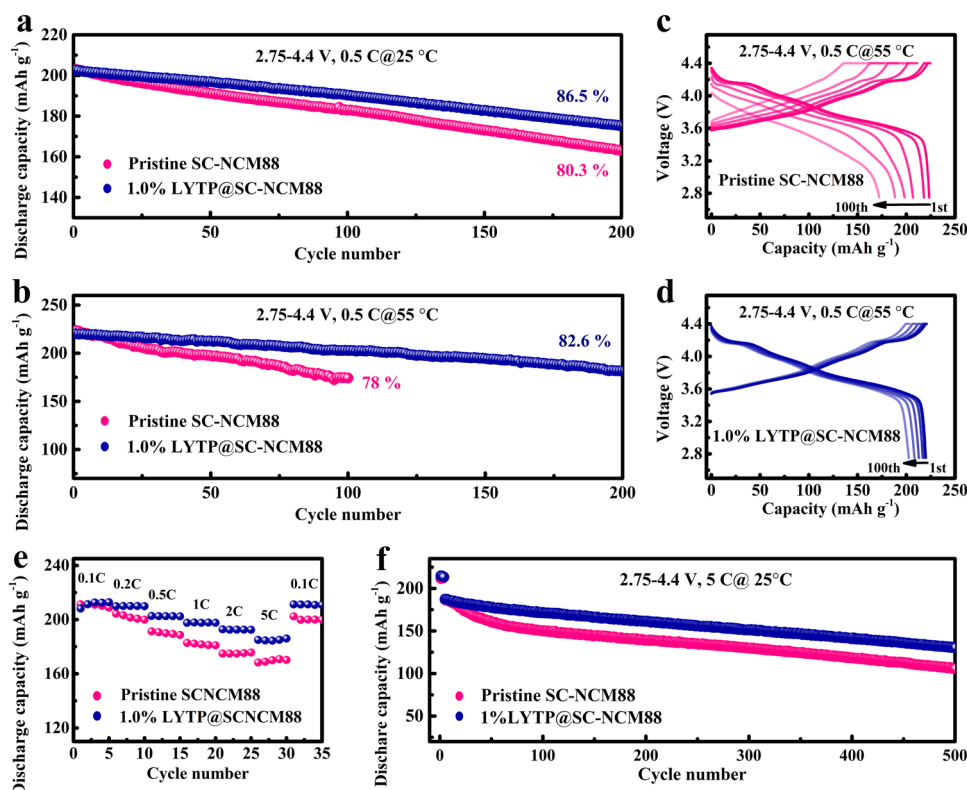 a
Discharge capacity (mAh g⁻¹)
220
200
180
160
140
2.75-4.4 V, 0.5 C@25 °C
86.5 %
80.3 %
Pristine SC-NCM88
1.0% LYTP@SC-NCM88
0
50
100
150
200
Cycle number
c
Voltage (V)
4.4
4.0
3.6
3.2
2.8
2.75-4.4 V, 0.5 C@55 °C
Pristine SC-NCM88
100th
1st
0
50
100
150
200
250
Capacity (mAh g⁻¹)
b
Discharge capacity (mAh g⁻¹)
250
200
150
100
2.75-4.4 V, 0.5 C@55 °C
82.6 %
78 %
Pristine SC-NCM88
1.0% LYTP@SC-NCM88
0
50
100
150
200
Cycle number
d
Voltage (V)
4.4
4.0
3.6
3.2
2.8
2.75-4.4 V, 0.5 C@55 °C
1.0% LYTP@SC-NCM88
100th
1st
0
50
100
150
200
250
Capacity (mAh g⁻¹)
e
Discharge capacity (mAh g⁻¹)
240
210
180
160
110
0.1C
0.2C
0.5C
1C
2C
5C
0.1C
Pristine SCNCM88
1.0% LYTP@SCNCM88
0
5
10
15
20
25
30
35
Cycle number
f
Dischare capacity (mAh g⁻¹)
200
150
100
50
2.75-4.4 V, 5 C@ 25°C
Pristine SC-NCM88
1%LYTP@SC-NCM88
0
100
200
300
400
500
Cycle number